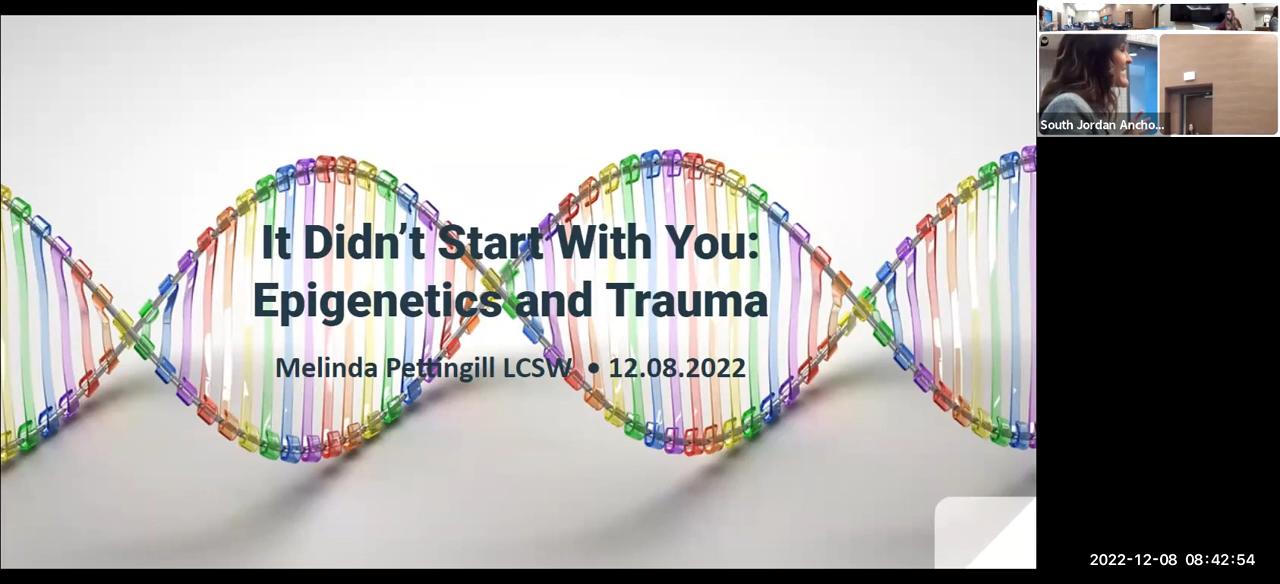 It Didn’t Start With You:
Epigenetics and Trauma
Melinda Pettingill LCSW • 12.08.2022
South Jordan Ancho...
2022-12-08 08:42:54